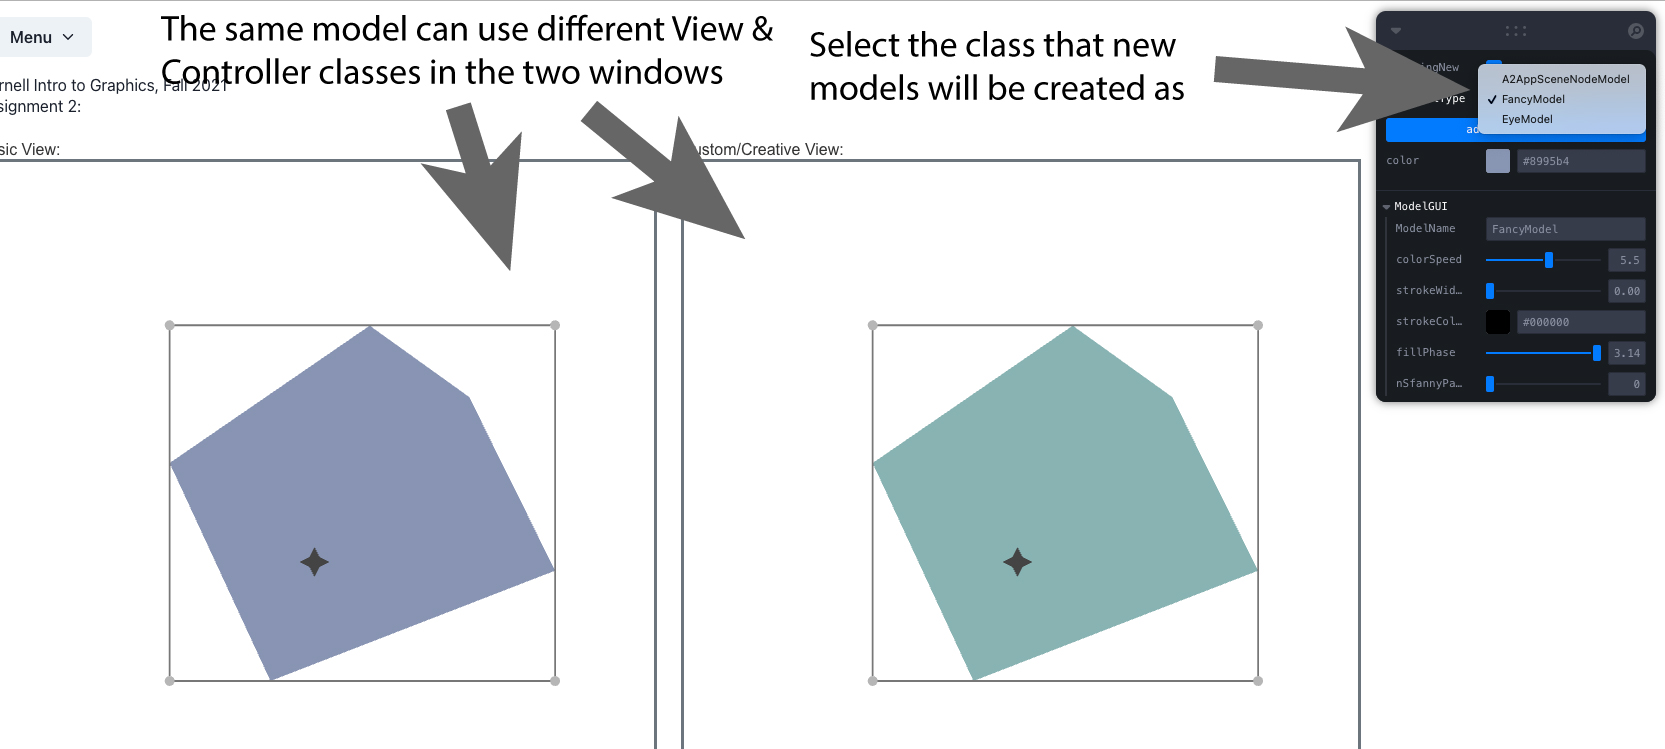 The same model can use different View &
Controller classes in the two windows
Select the class that new
models will be created as
Menu
rnell Intro to Graphics, Fall 2021
signment 2:
sic View:
ustom/Creative View:
ingNew
Type
A2AppSceneNodeModel
✓ FancyModel
EyeModel
ad
color #8995b4
ModelGUI
ModelName FancyModel
colorSpeed 5.5
strokeWid… 0.00
strokeCol… #000000
fillPhase 3.14
nSfannyPa… 0